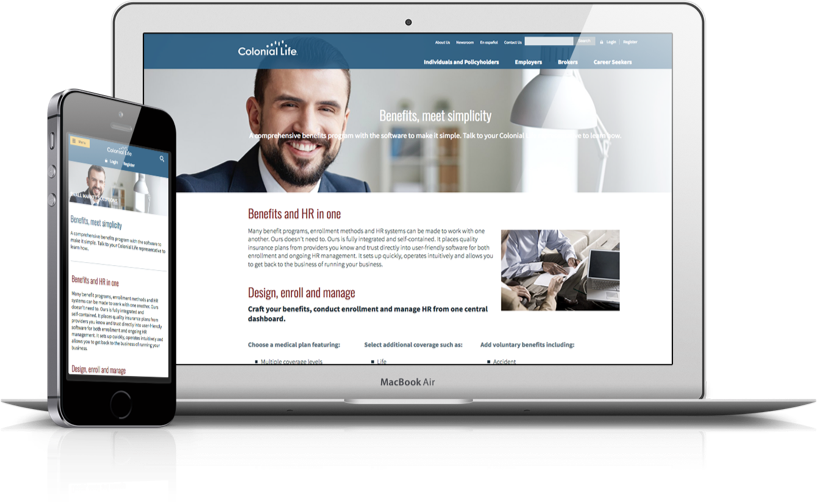 About Us Newsroom En español Contact Us Search Login Register
Colonial Life
Individuals and Policyholders Employers Brokers Career Seekers
Benefits, meet simplicity
A comprehensive benefits program with the software to make it simple. Talk to your Colonial to learn now.
Benefits and HR in one
Many benefit programs, enrollment methods and HR systems can be made to work with one
another. Ours doesn't need to. Ours is fully integrated and self-contained. It places quality
insurance plans from providers you know and trust directly into user-friendly software for both
enrollment and ongoing HR management. It sets up quickly, operates intuitively and allows you
to get back to the business of running your business.
Design, enroll and manage
Craft your benefits, conduct enrollment and manage HR from one central
dashboard.
Choose a medical plan featuring: Select additional coverage such as: Add voluntary benefits including:
Multiple coverage levels Life Accident
MacBook Air
Colonial Life
Login Register
Benefits, meet simplicity
A comprehensive benefits program with the software to
make it simple. Talk to your Colonial Life representative to
learn now.
Benefits and HR in one
Many benefit programs, enrollment methods and HR
systems can be made to work with one another. Ours
doesn't need to. Ours is fully integrated and
self-contained. It places quality insurance plans from
providers you know and trust directly into user-friendly
software for both enrollment and ongoing HR
management. It sets up quickly, operates intuitively and
allows you to get back to the business of running your
business.
Design, enroll and manage